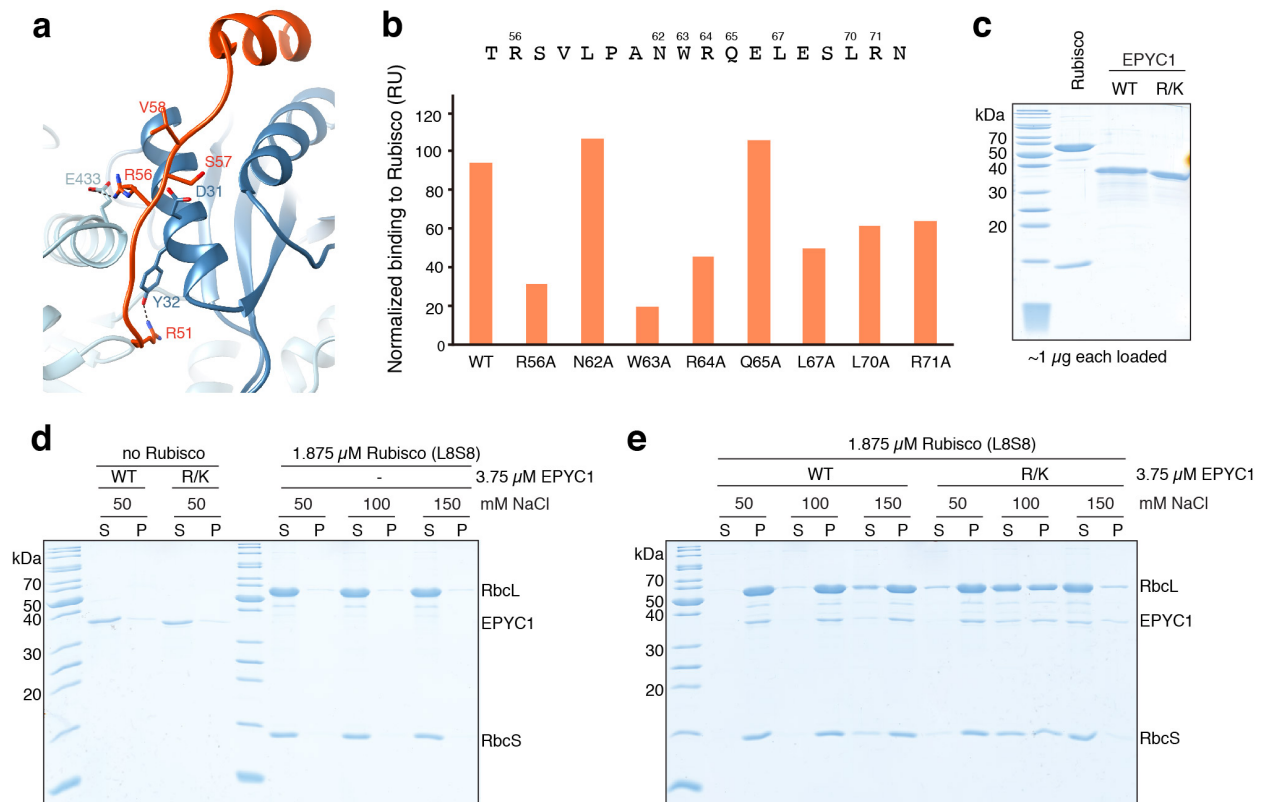 a
V58
S57
E433
R56
D31
Y32
R51
b
56 62 63 64 65 67 70 71
T R S V L P A N W R Q E L E S L R N
Normalized binding to Rubisco (RU)
120
100
80
60
40
20
0
WT R56A N62A W63A R64A Q65A L67A L70A R71A
c
Rubisco
EPYC1
WT R/K
kDa
70
50
40
30
20
~1 µg each loaded
d
no Rubisco 1.875 µM Rubisco (L8S8)
WT R/K - 3.75 µM EPYC1
50 50 50 100 150 mM NaCl
S P S P S P S P S P
kDa
70
50
40
30
20
RbcL
EPYC1
RbcS
e
1.875 µM Rubisco (L8S8)
WT R/K 3.75 µM EPYC1
50 100 150 50 100 150 mM NaCl
S P S P S P S P S P S P
kDa
70
50
40
30
20
RbcL
EPYC1
RbcS